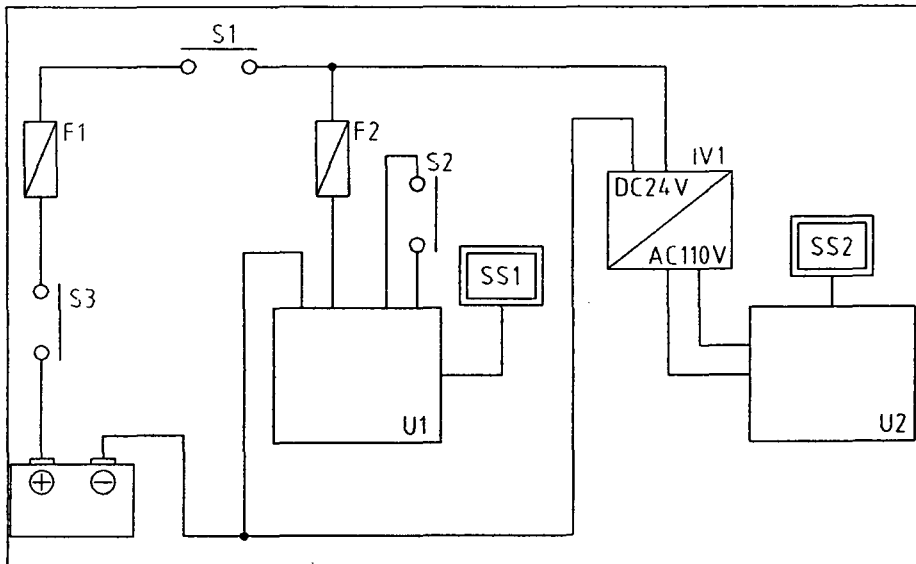 S1
F1
F2
S2
IV1
DC24V
AC110V
SS2
SS1
S3
U1
U2
+
−